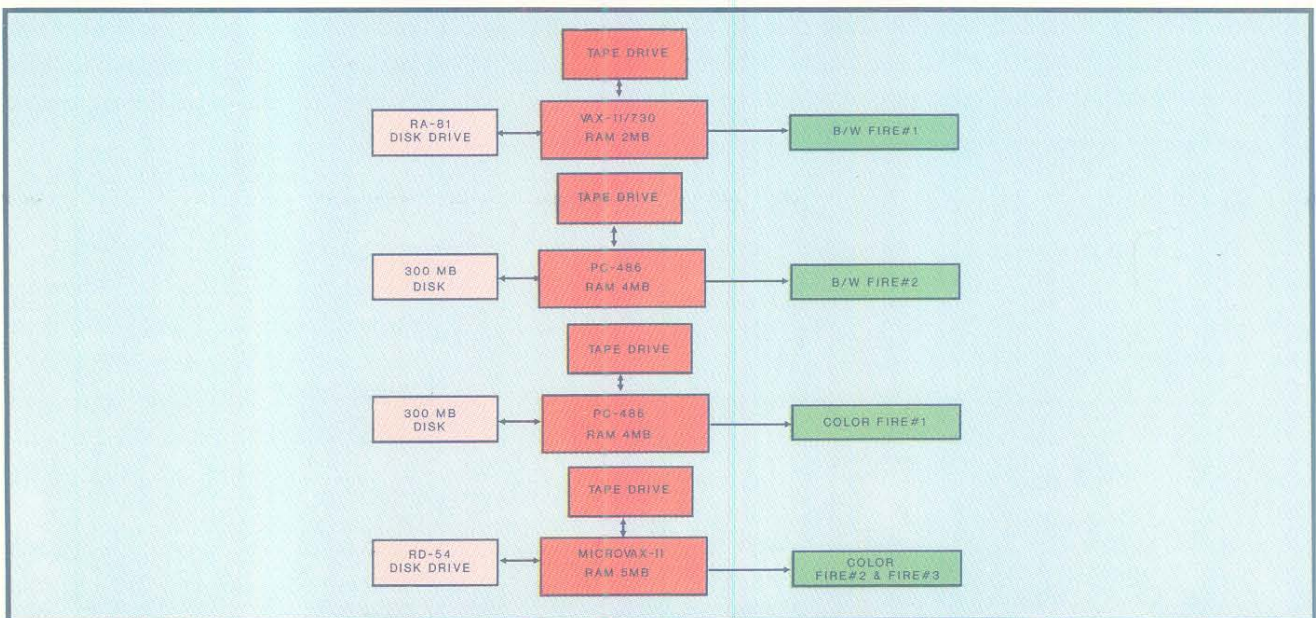 TAPE DRIVE
RA-81
DISK DRIVE
VAX-11/730
RAM 2MB
B/W FIRE#1
TAPE DRIVE
300 MB
DISK
PC-486
RAM 4MB
B/W FIRE#2
TAPE DRIVE
300 MB
DISK
PC-486
RAM 4MB
COLOR FIRE#1
TAPE DRIVE
RD-54
DISK DRIVE
MICROVAX-II
RAM 5MB
COLOR
FIRE#2 & FIRE#3